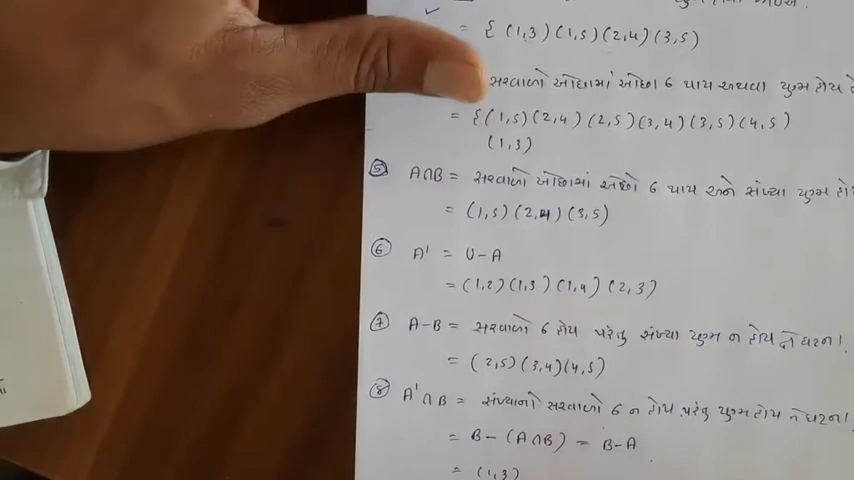 = { (1,3) (1,5) (2,4) (3,5)
સરવાળો ઓછામાં ઓછા 6 થાય અથવા યુગ્મ હોય
= {(1,5) (2,4) (2,5) (3,4) (3,5) (4,5)
(1,3)
⑤ A∩B = સરવાળો ઓછામાં ઓછો 6 થાય અને સંખ્યા યુગ્મ
= (1,5) (2,4) (3,5)
⑥ A' = U-A
= (1,2) (1,3) (1,4) (2,3)
⑦ A-B = સરવાળો 6 હોય પરંતુ સંખ્યા યુગ્મ ન હોય ઘટના.
= (2,5) (3,4) (4,5)
⑧ A'∩B = સંખ્યાનો સરવાળો 6 ન હોય પરંતુ યુગ્મ હોય ઘટના.
= B-(A∩B) = B-A
= (1,3)